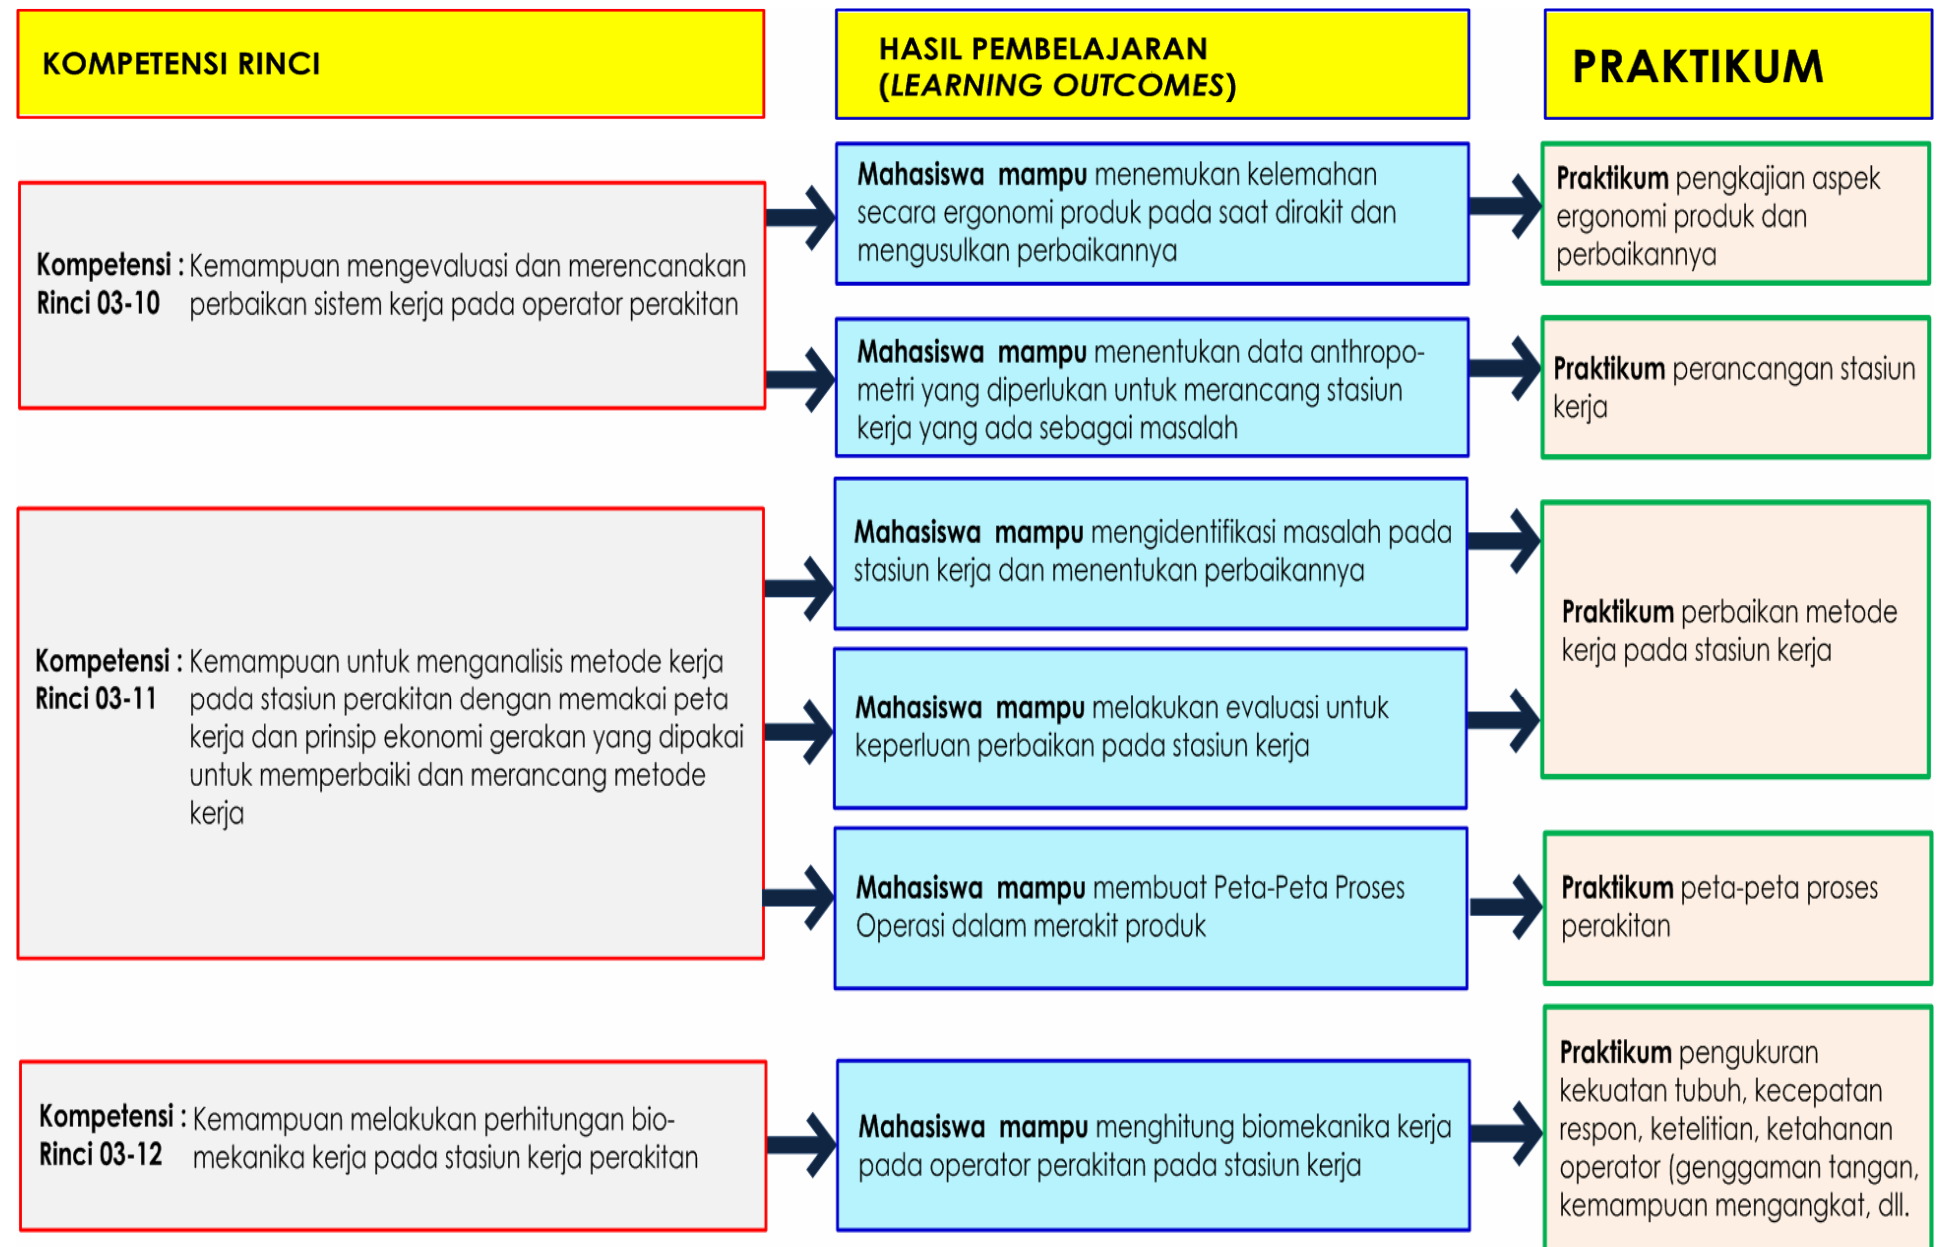 KOMPETENSI RINCI
HASIL PEMBELAJARAN
(LEARNING OUTCOMES)
PRAKTIKUM
Kompetensi : Kemampuan mengevaluasi dan merencanakan
Rinci 03-10 perbaikan sistem kerja pada operator perakitan
Mahasiswa mampu menemukan kelemahan
secara ergonomi produk pada saat dirakit dan
mengusulkan perbaikannya
Praktikum pengkajian aspek
ergonomi produk dan
perbaikannya
Mahasiswa mampu menentukan data anthropo-
metri yang diperlukan untuk merancang stasiun
kerja yang ada sebagai masalah
Praktikum perancangan stasiun
kerja
Kompetensi : Kemampuan untuk menganalisis metode kerja
Rinci 03-11 pada stasiun perakitan dengan memakai peta
kerja dan prinsip ekonomi gerakan yang dipakai
untuk memperbaiki dan merancang metode
kerja
Mahasiswa mampu mengidentifikasi masalah pada
stasiun kerja dan menentukan perbaikannya
Mahasiswa mampu melakukan evaluasi untuk
keperluan perbaikan pada stasiun kerja
Praktikum perbaikan metode
kerja pada stasiun kerja
Mahasiswa mampu membuat Peta-Peta Proses
Operasi dalam merakit produk
Praktikum peta-peta proses
perakitan
Kompetensi : Kemampuan melakukan perhitungan bio-
Rinci 03-12 mekanika kerja pada stasiun kerja perakitan
Mahasiswa mampu menghitung biomekanika kerja
pada operator perakitan pada stasiun kerja
Praktikum pengukuran
kekuatan tubuh, kecepatan
respon, ketelitian, ketahanan
operator (genggaman tangan,
kemampuan mengangkat, dll.